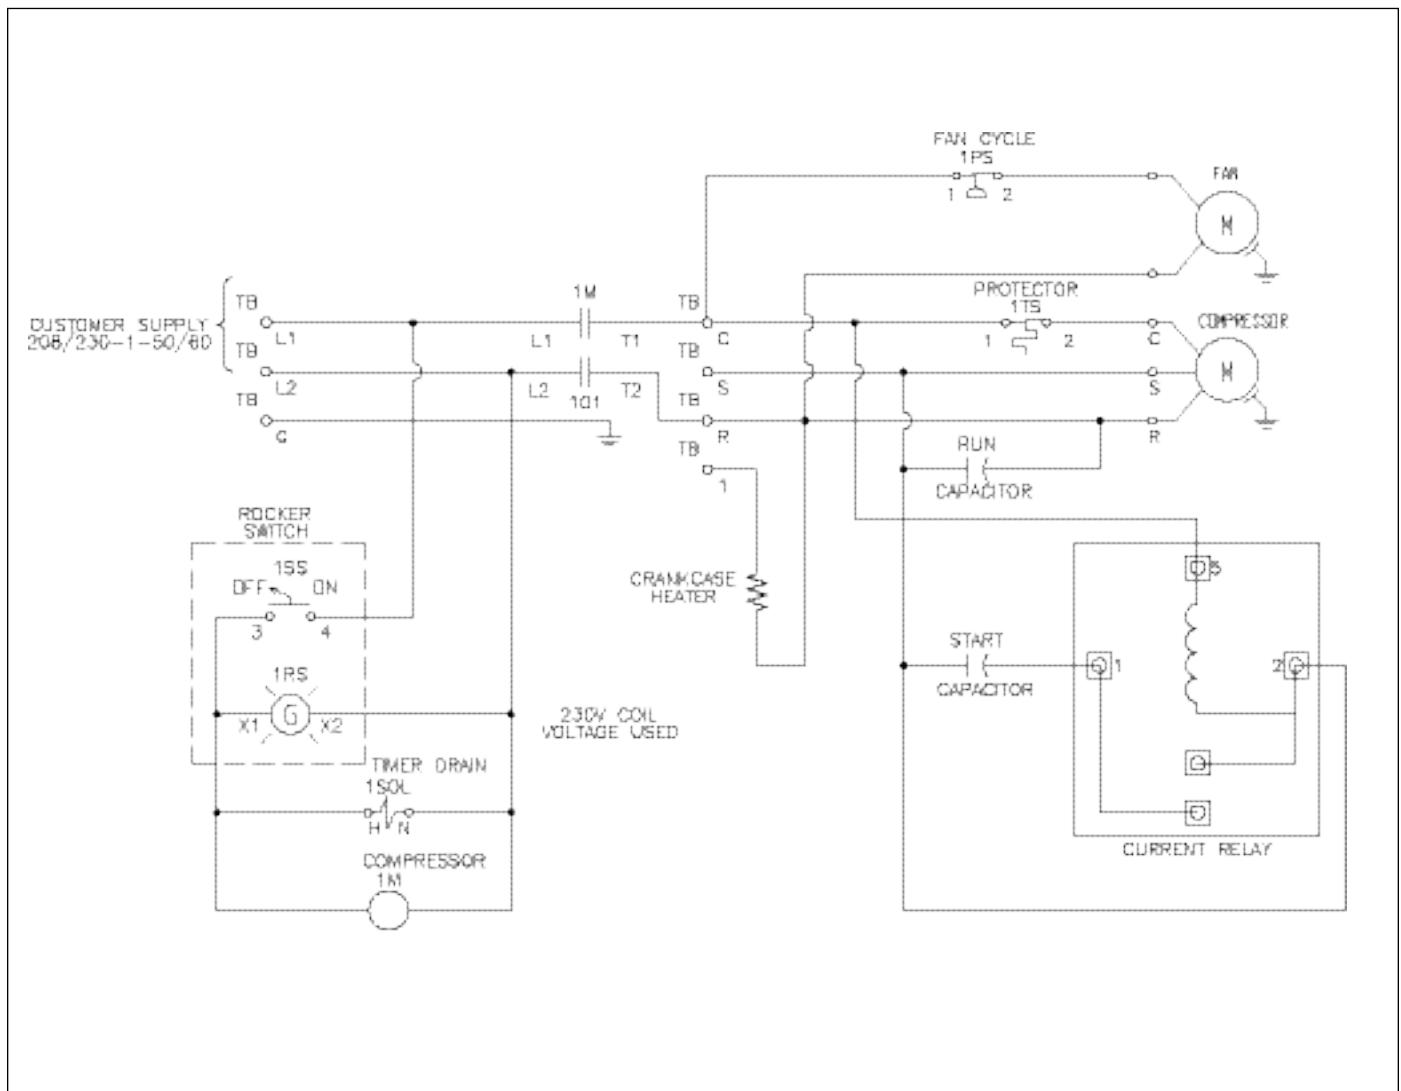 FAN CYCLE
1PS
1 2
FAN
M
CUSTOMER SUPPLY
208/230-1-50/60
TB
L1
TB
L2
TB
G
1M
L1 T1
L2 T2
101
TB
C
TB
S
TB
R
TB
1
PROTECTOR
1TS
1 2
COMPRESSOR
M
C
S
R
RUN
CAPACITOR
ROCKER
SWITCH
1SS
OFF ON
3 4
1RS
X1 G X2
TIMER DRAIN
1SOL
H N
COMPRESSOR
1M
230V COIL
VOLTAGE USED
CRANKCASE
HEATER
START
CAPACITOR
5
1
2
CURRENT RELAY